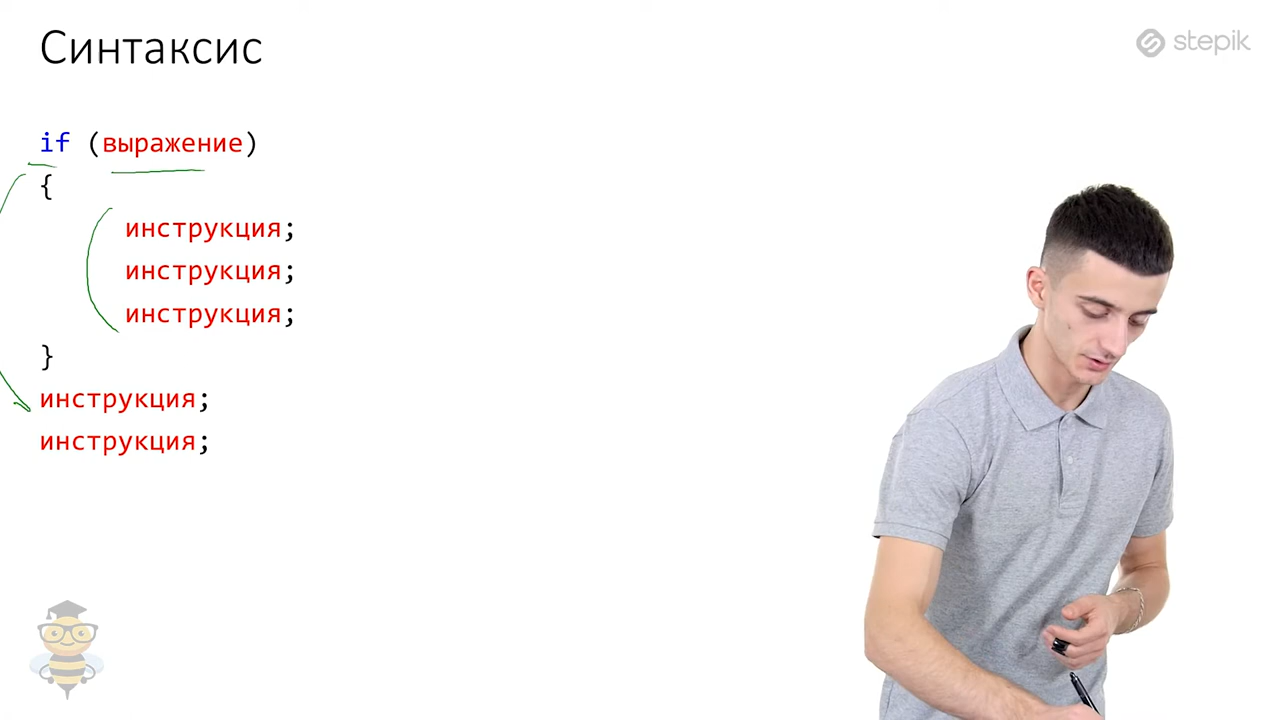 Синтаксис
stepik
if (выражение)
{
инструкция;
инструкция;
инструкция;
}
инструкция;
инструкция;